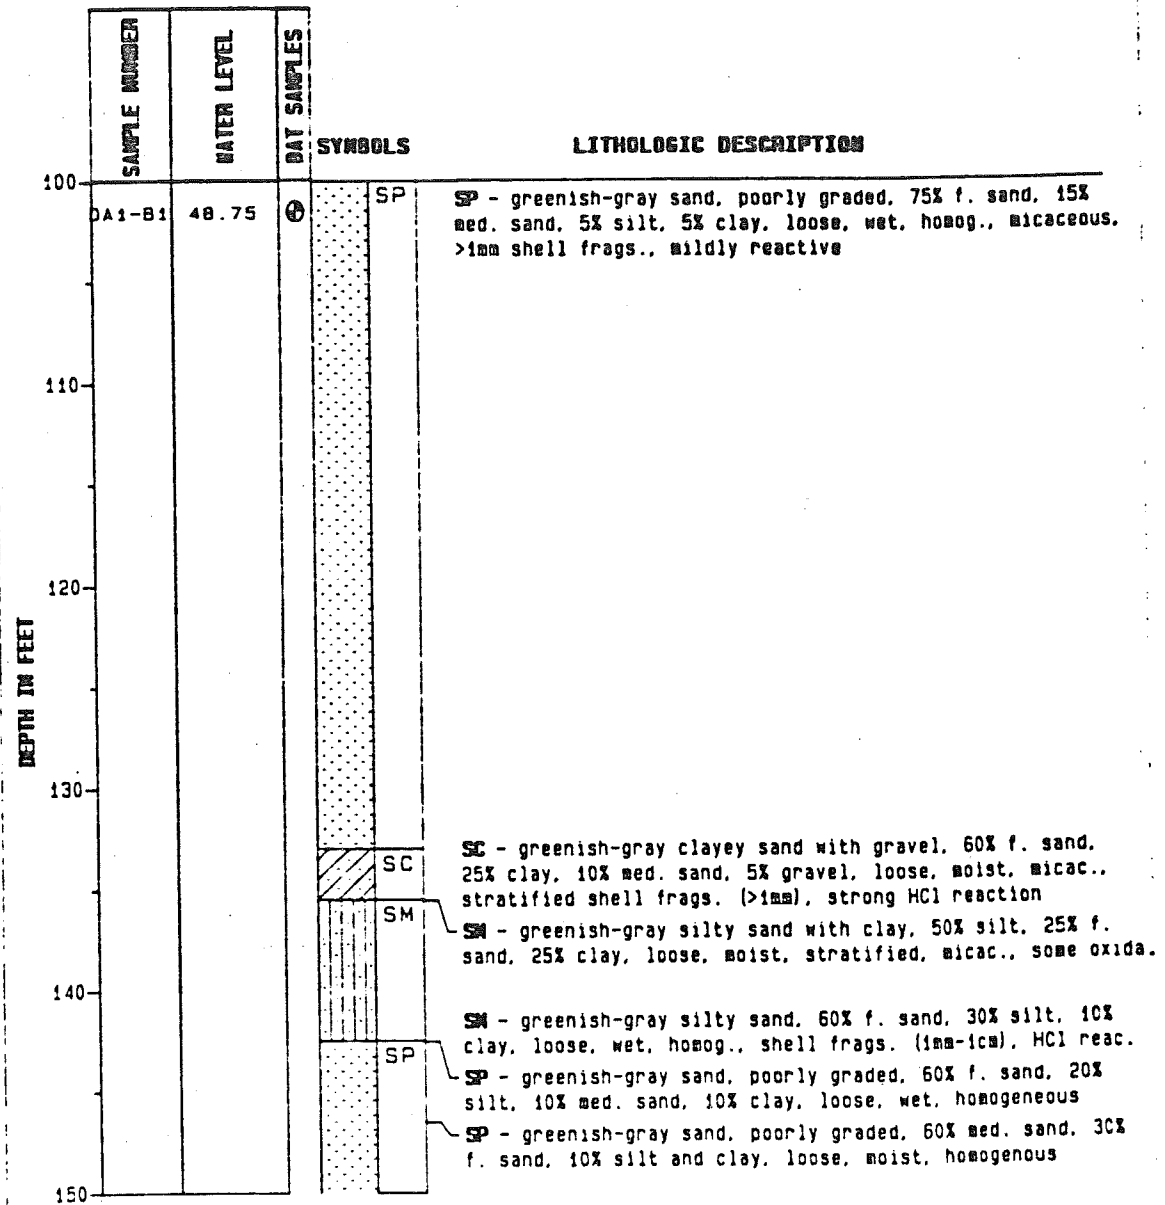 SAMPLE NUMBER
WATER LEVEL
DAT SAMPLES
SYMBOLS
LITHOLOGIC DESCRIPTION
DEPTH IN FEET
100
DA1-B1 48.75
SP
SP - greenish-gray sand, poorly graded, 75% f. sand, 15%
med. sand, 5% silt, 5% clay, loose, wet, homog., micaceous,
>1mm shell frags., mildly reactive
110
120
130
SC
SC - greenish-gray clayey sand with gravel, 60% f. sand,
25% clay, 10% med. sand, 5% gravel, loose, moist, micac.,
stratified shell frags. (>1mm), strong HCl reaction
SM
SM - greenish-gray silty sand with clay, 50% silt, 25% f.
sand, 25% clay, loose, moist, stratified, micac., some oxida.
140
SM - greenish-gray silty sand, 60% f. sand, 30% silt, 10%
clay, loose, wet, homog., shell frags. (1mm-1cm), HCl reac.
SP
SP - greenish-gray sand, poorly graded, 60% f. sand, 20%
silt, 10% med. sand, 10% clay, loose, wet, homogeneous
SP - greenish-gray sand, poorly graded, 60% med. sand, 30%
f. sand, 10% silt and clay, loose, moist, homogenous
150